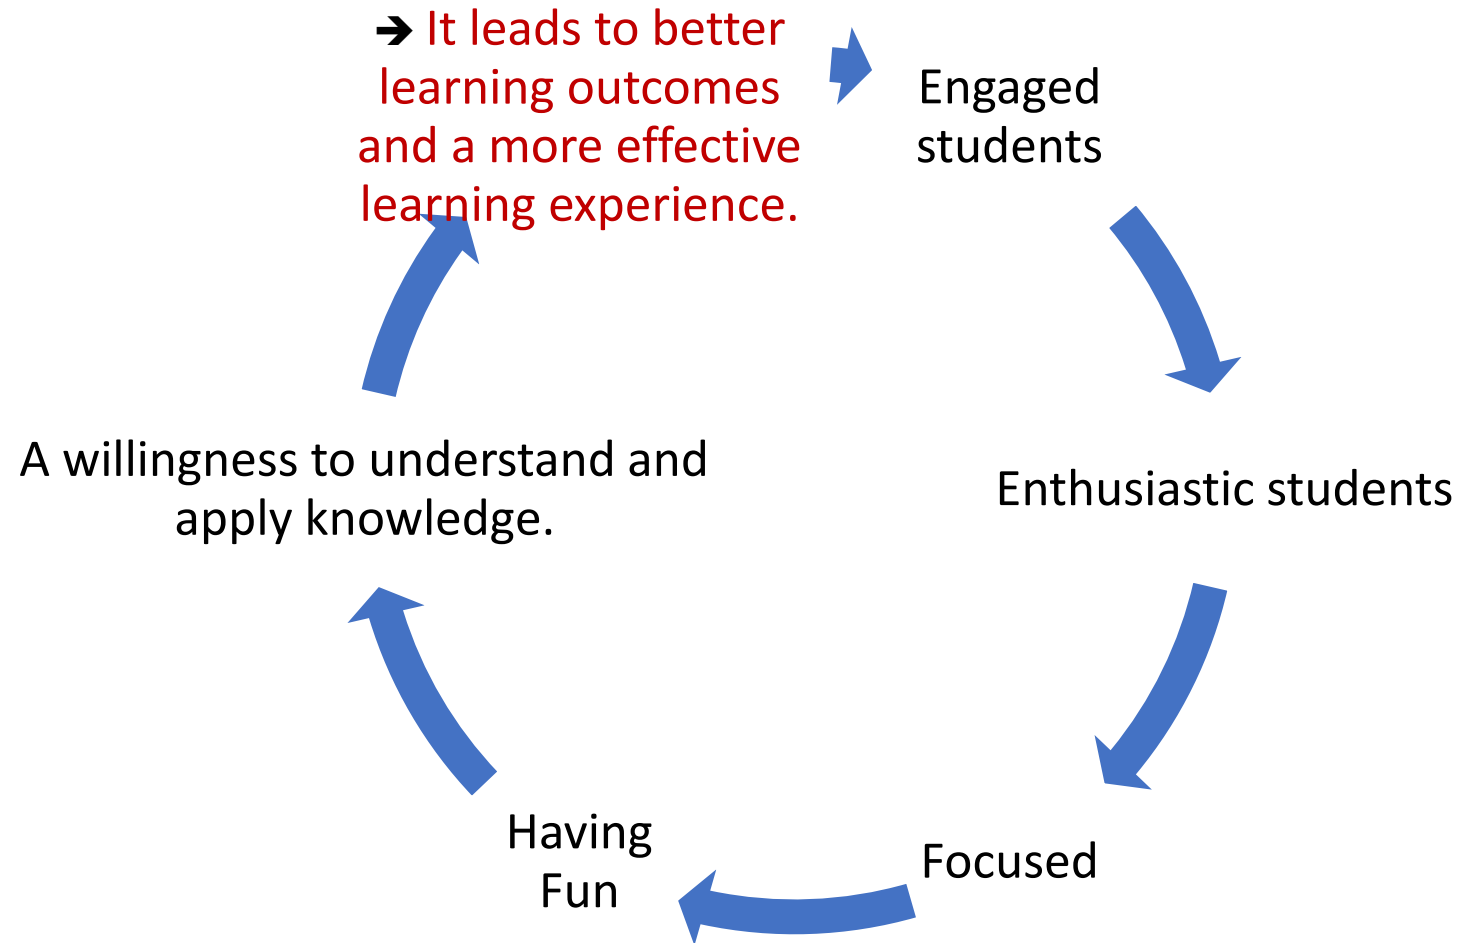 ➔ It leads to better
learning outcomes
and a more effective
learning experience.
Engaged
students
Enthusiastic students
Focused
Having
Fun
A willingness to understand and
apply knowledge.